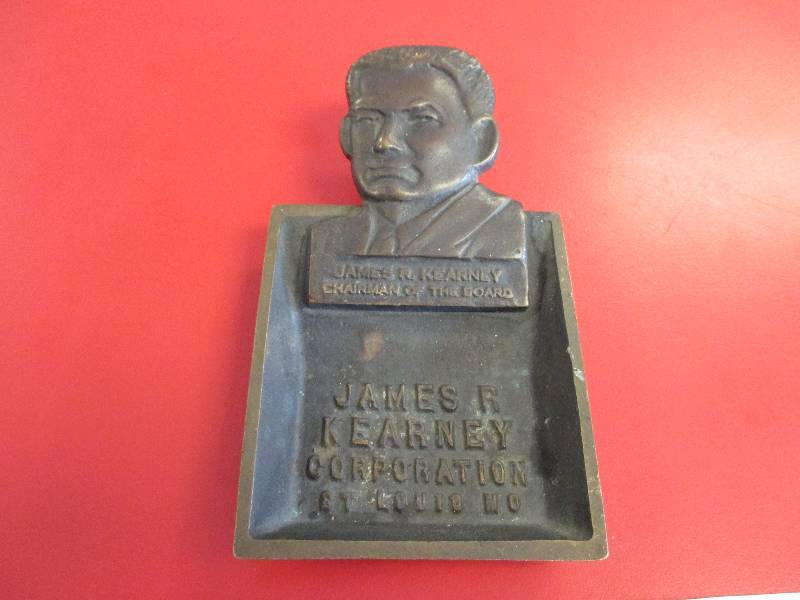 JAMES R. KEARNEY
CHAIRMAN OF THE BOARD
JAMES R
KEARNEY
CORPORATION
ST LOUIS MO